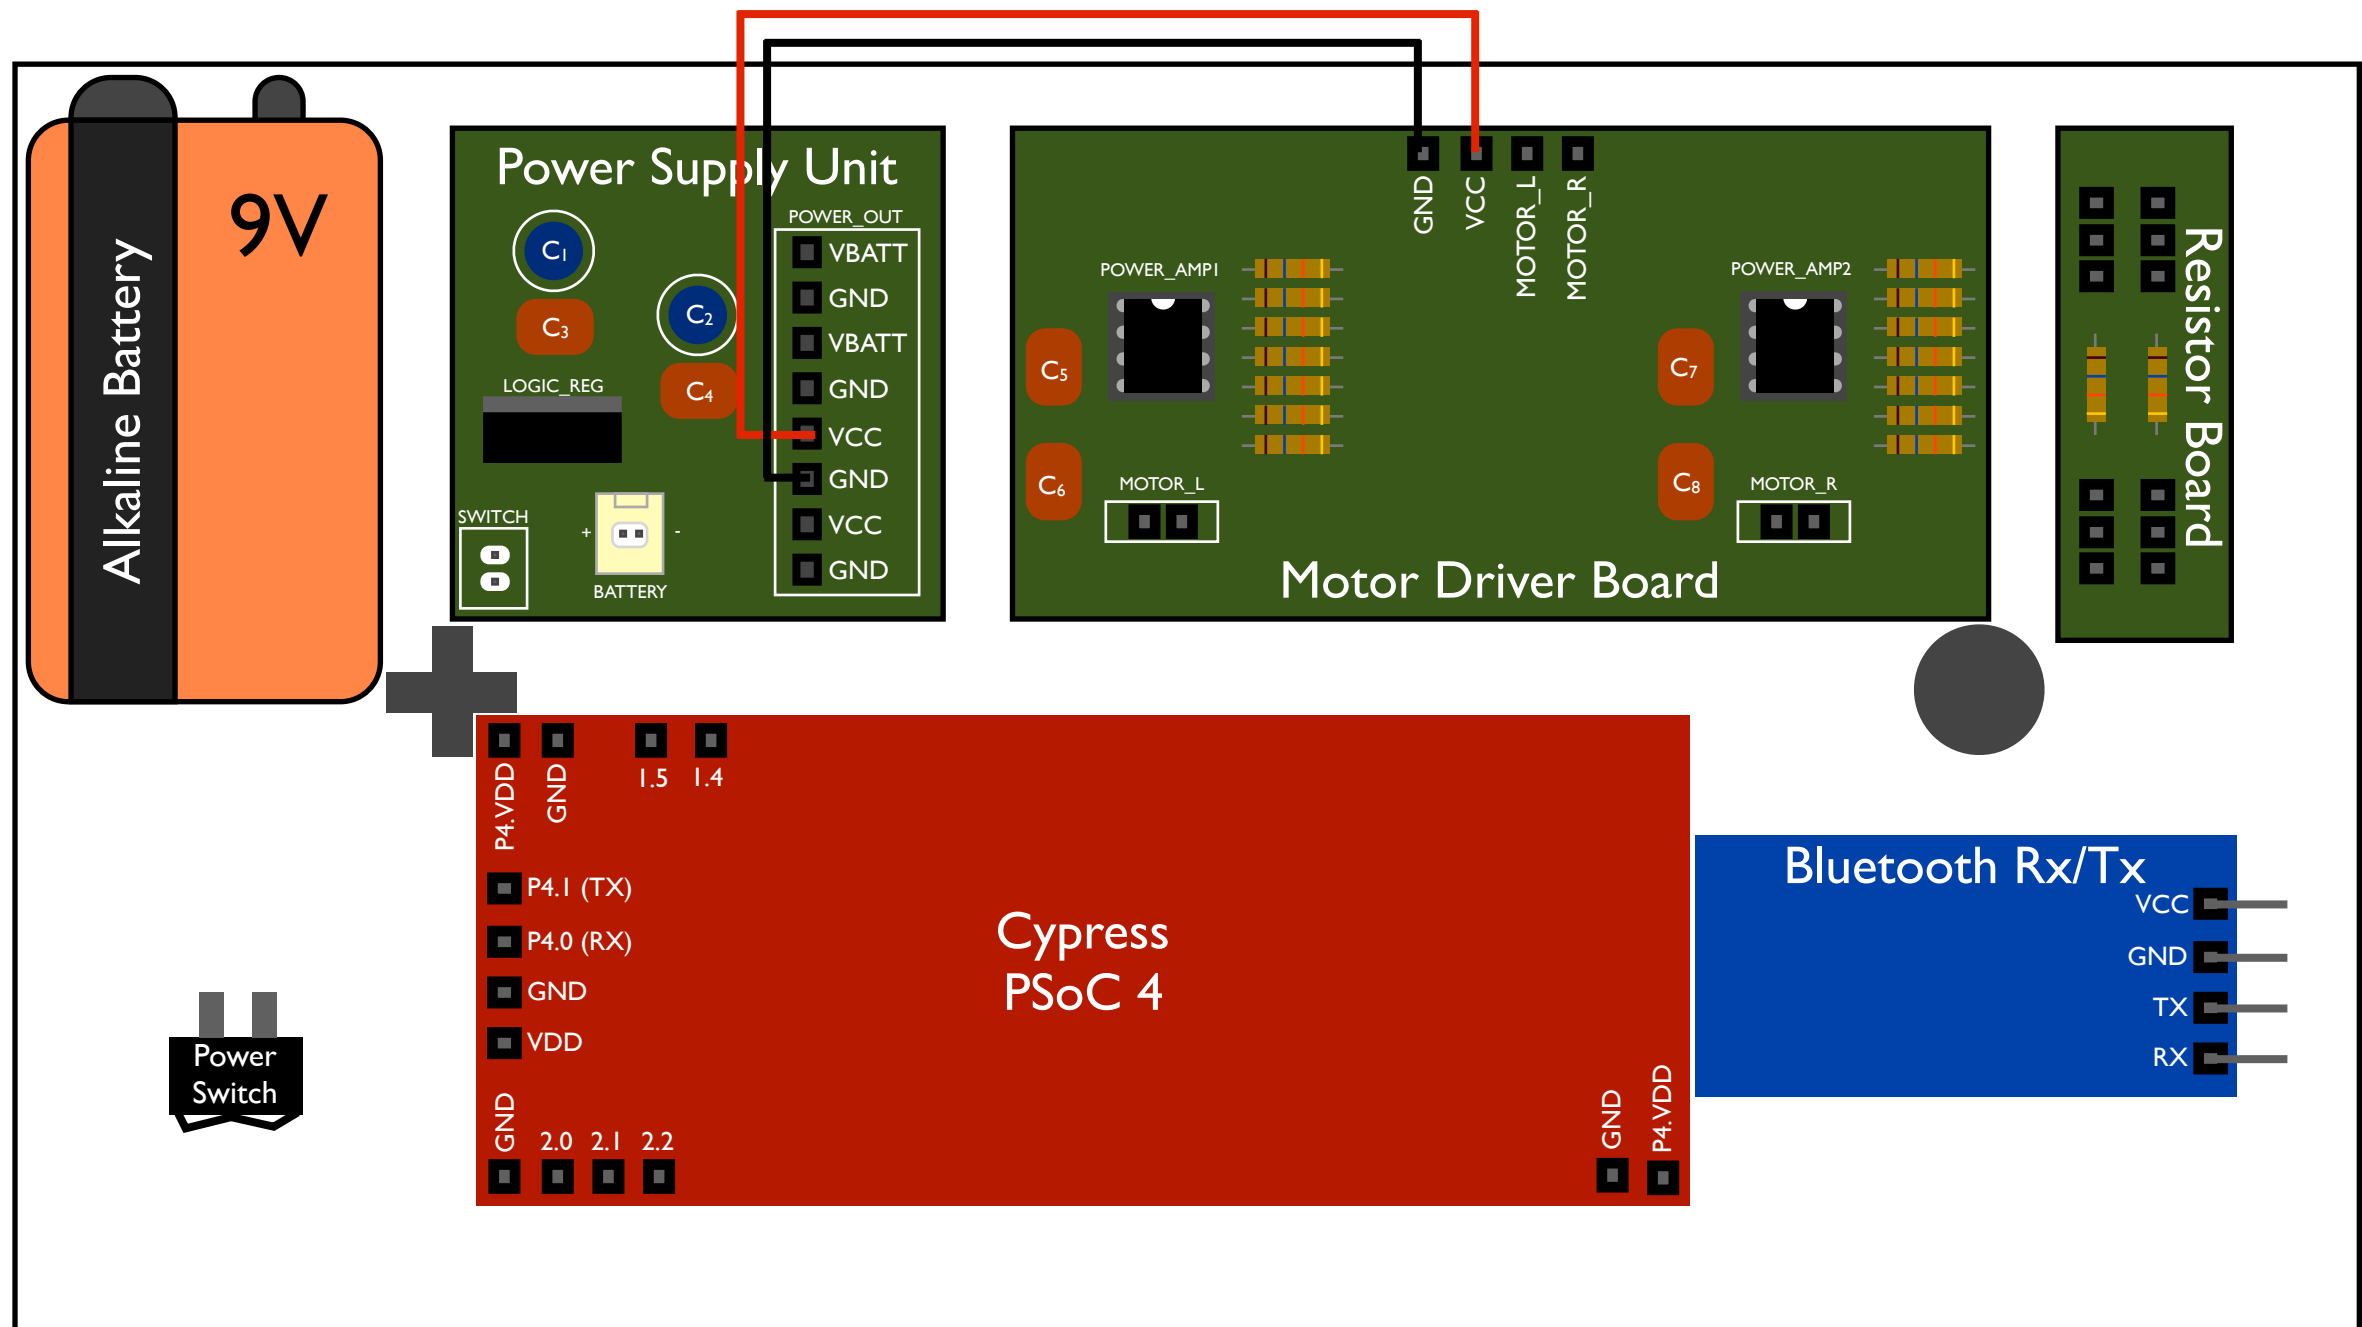 Alkaline Battery
9V
Power Supply Unit
POWER_OUT
VBATT
GND
VBATT
GND
VCC
GND
VCC
GND
C1
C3
C2
C4
LOGIC_REG
SWITCH
+
-
BATTERY
GND
VCC
MOTOR_L
MOTOR_R
POWER_AMP1
POWER_AMP2
C5
C6
C7
C8
MOTOR_L
MOTOR_R
Motor Driver Board
Resistor Board
P4.VDD
GND
1.5
1.4
P4.1 (TX)
P4.0 (RX)
GND
VDD
GND
2.0
2.1
2.2
Cypress
PSoC 4
GND
P4.VDD
Bluetooth Rx/Tx
VCC
GND
TX
RX
Power
Switch